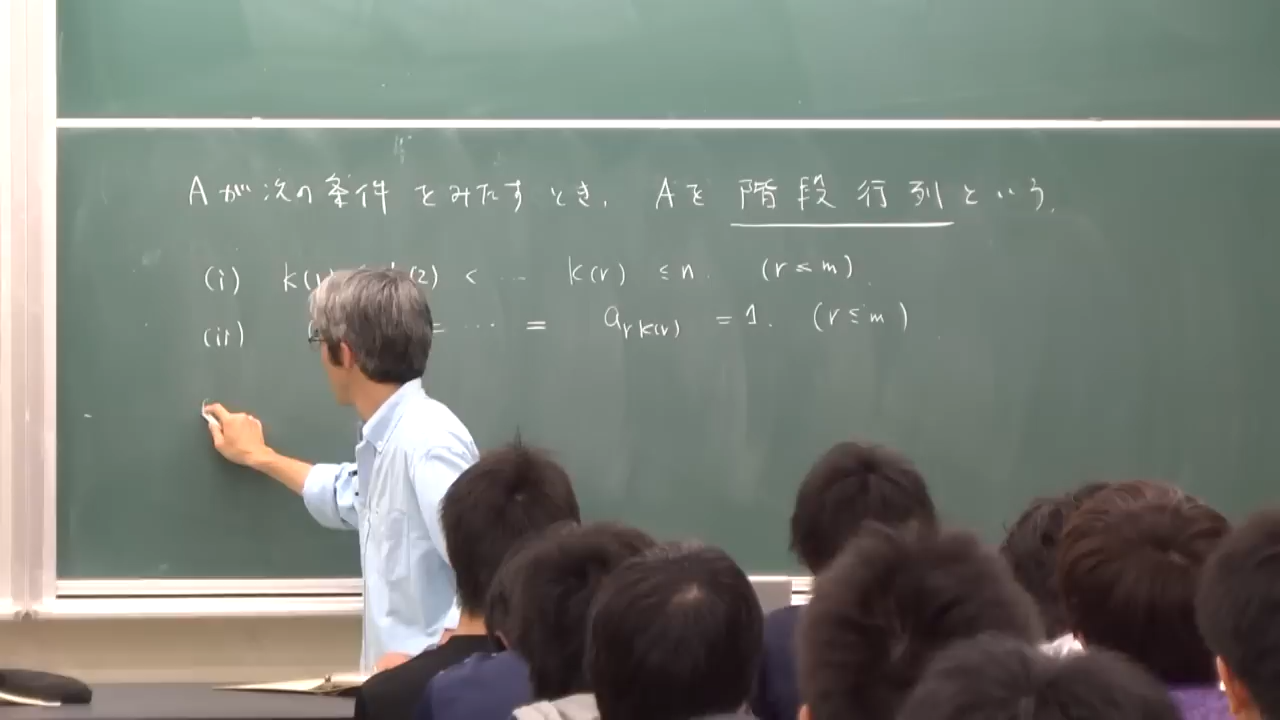 Aが次の条件をみたすとき、Aを階段行列という.
(i) k( (2) < … k(r) ≤ n. (r ≤ m).
(ii) = … = a_{rk(r)} = 1. (r ≤ m)